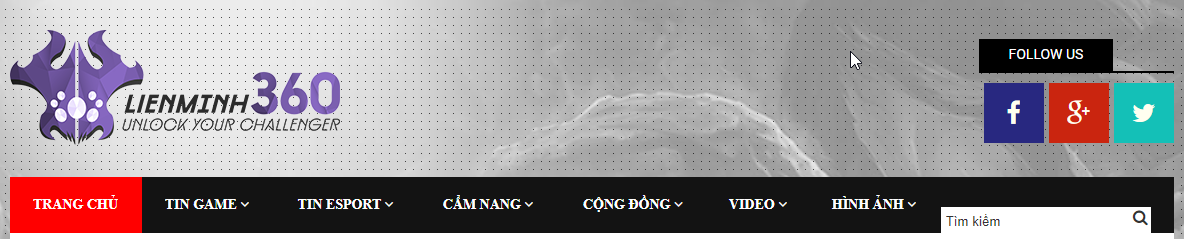 FOLLOW US
LIENMINH360
UNLOCK YOUR CHALLENGER
f g+
TRANG CHỦ TIN GAME TIN ESPORT CẨM NANG CỘNG ĐỒNG VIDEO HÌNH ẢNH
Tìm kiếm